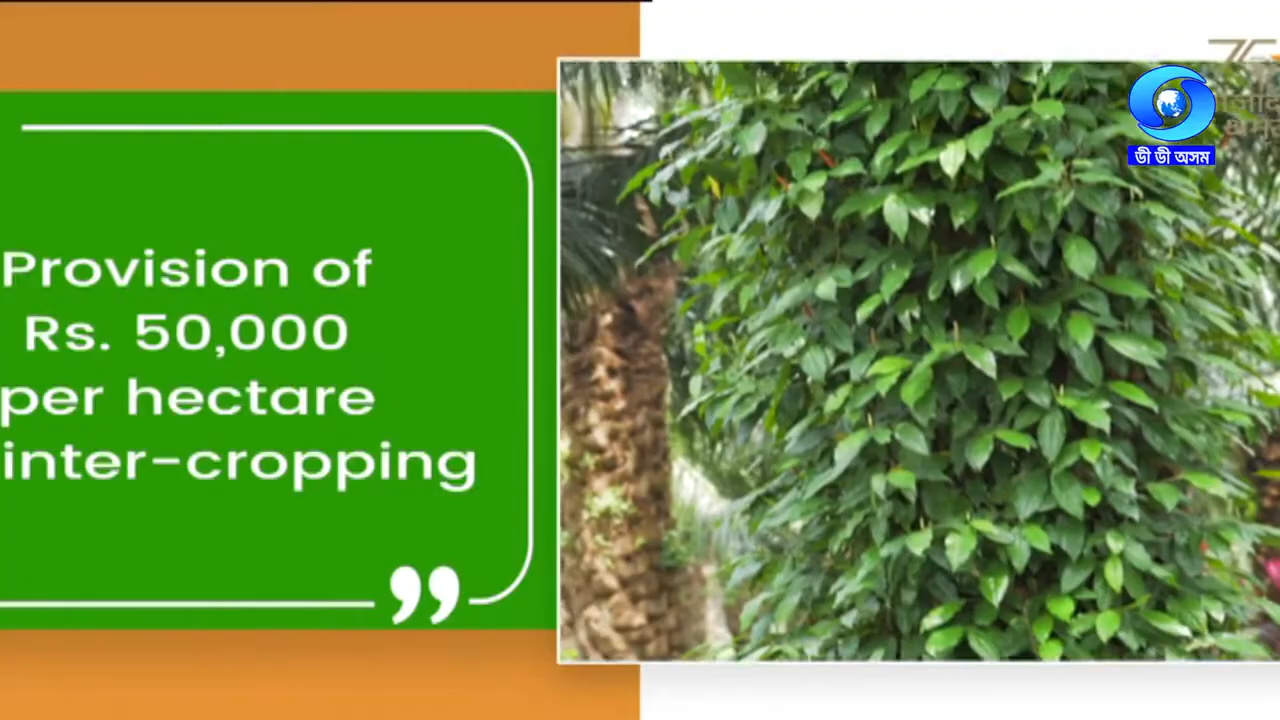 Provision of
Rs. 50,000
per hectare
inter-cropping
ডী ডী অসম